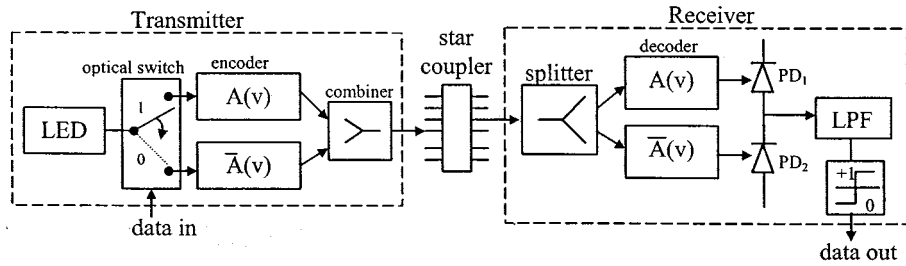 Transmitter
Receiver
star
coupler
optical switch
encoder
decoder
combiner
splitter
1
0
LED
A(v)
A̅(v)
A(v)
A̅(v)
PD₁
PD₂
LPF
+1
0
data in
data out